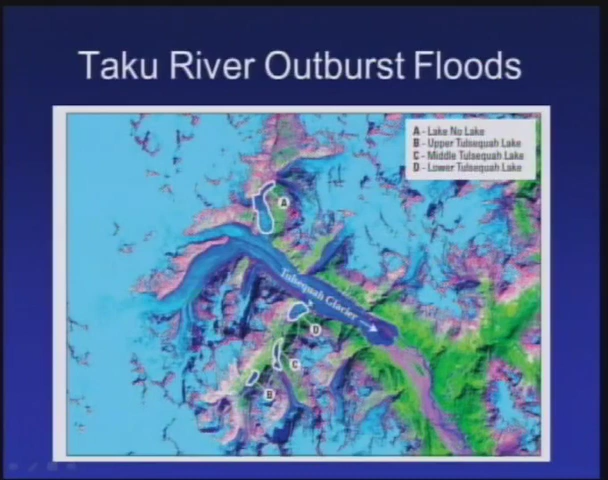 Taku River Outburst Floods
A - Lake No Lake
B - Upper Tulsequah Lake
C - Middle Tulsequah Lake
D - Lower Tulsequah Lake
A
Tulsequah Glacier
D
C
B